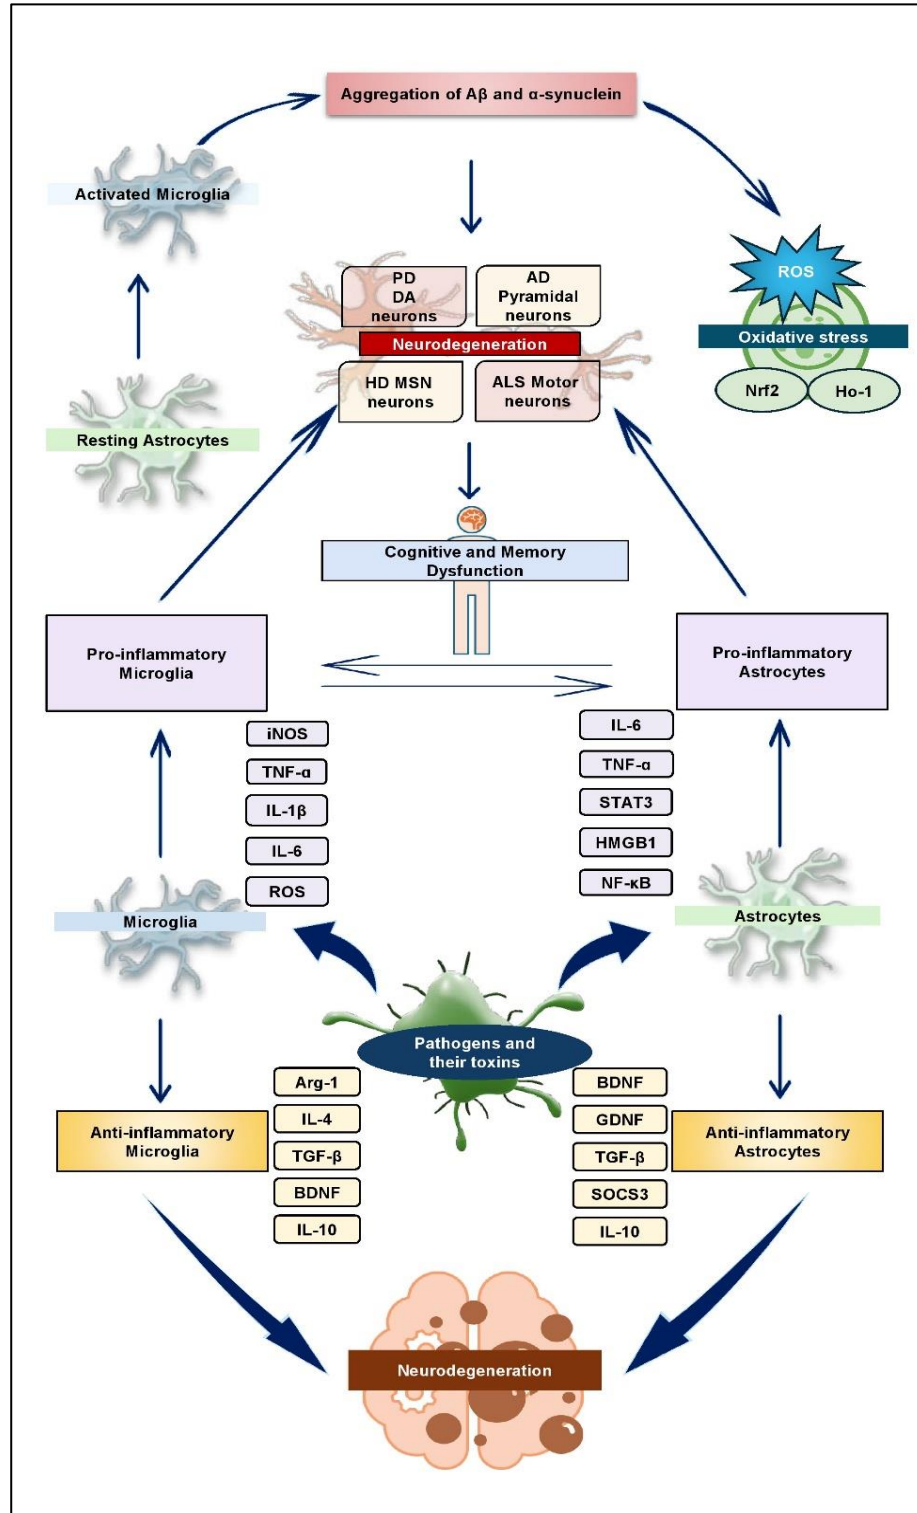 Aggregation of Aβ and α-synuclein
Activated Microglia
ROS
Oxidative stress
Nrf2
Ho-1
PD
DA
neurons
AD
Pyramidal
neurons
Neurodegeneration
HD MSN
neurons
ALS Motor
neurons
Resting Astrocytes
Cognitive and Memory
Dysfunction
Pro-inflammatory
Microglia
Pro-inflammatory
Astrocytes
iNOS
TNF-α
IL-1β
IL-6
ROS
IL-6
TNF-α
STAT3
HMGB1
NF-κB
Microglia
Astrocytes
Pathogens and
their toxins
Anti-inflammatory
Microglia
Arg-1
IL-4
TGF-β
BDNF
IL-10
BDNF
GDNF
TGF-β
SOCS3
IL-10
Anti-inflammatory
Astrocytes
Neurodegeneration